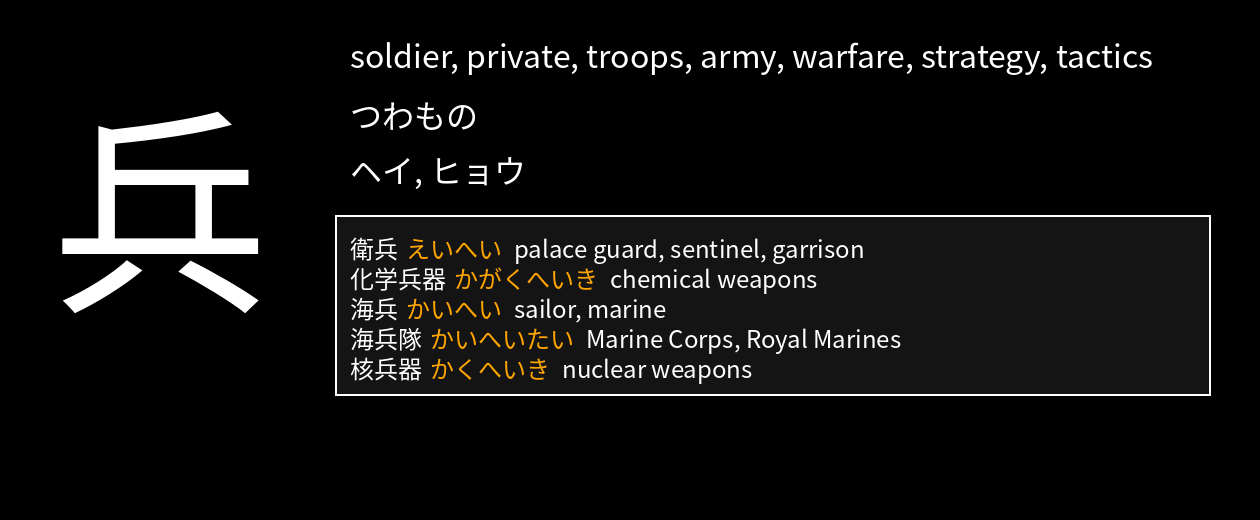 兵
soldier, private, troops, army, warfare, strategy, tactics
つわもの
ヘイ, ヒョウ
衛兵 えいへい palace guard, sentinel, garrison
化学兵器 かがくへいき chemical weapons
海兵 かいへい sailor, marine
海兵隊 かいへいたい Marine Corps, Royal Marines
核兵器 かくへいき nuclear weapons